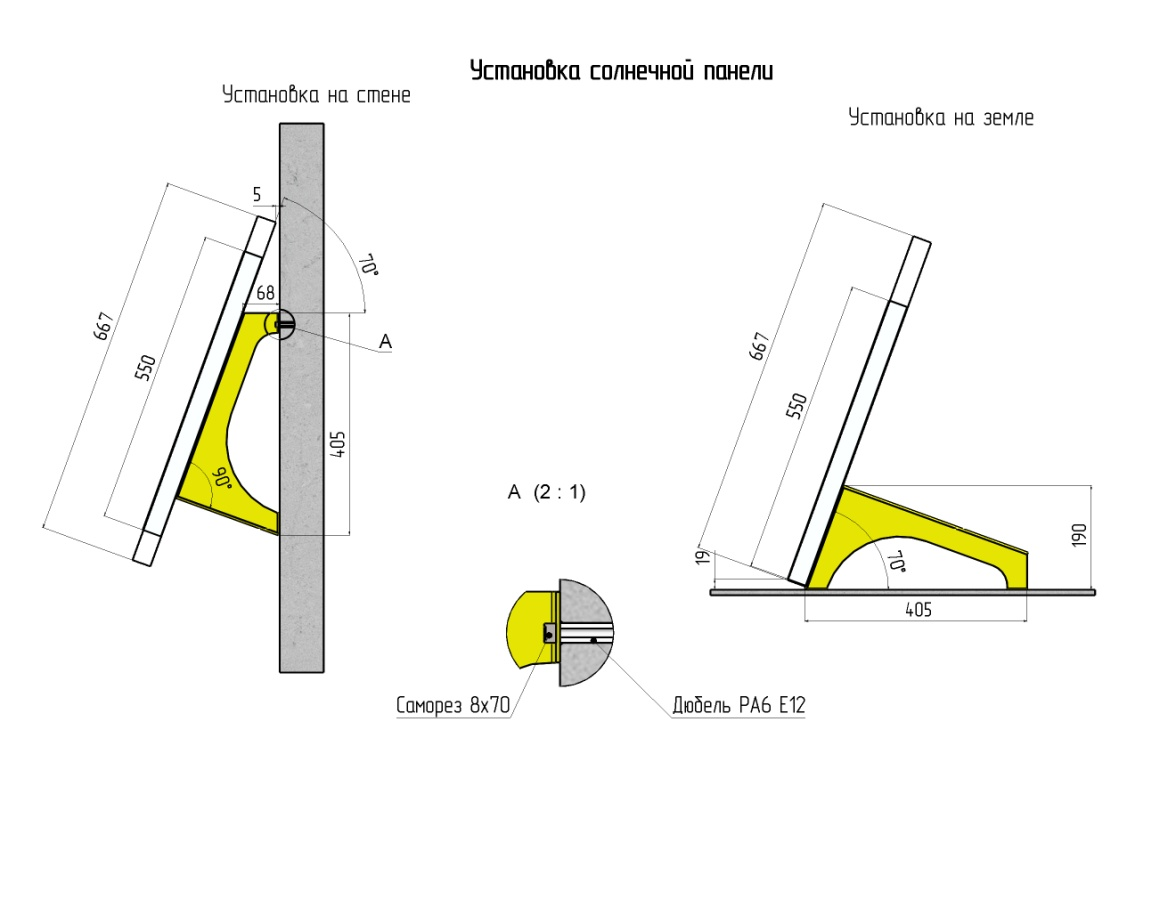 Установка солнечной панели
Установка на стене
Установка на земле
5
70°
68
667
550
A
405
90°
667
550
A (2 : 1)
190
19
70°
405
Саморез 8x70
Дюбель PA6 E12